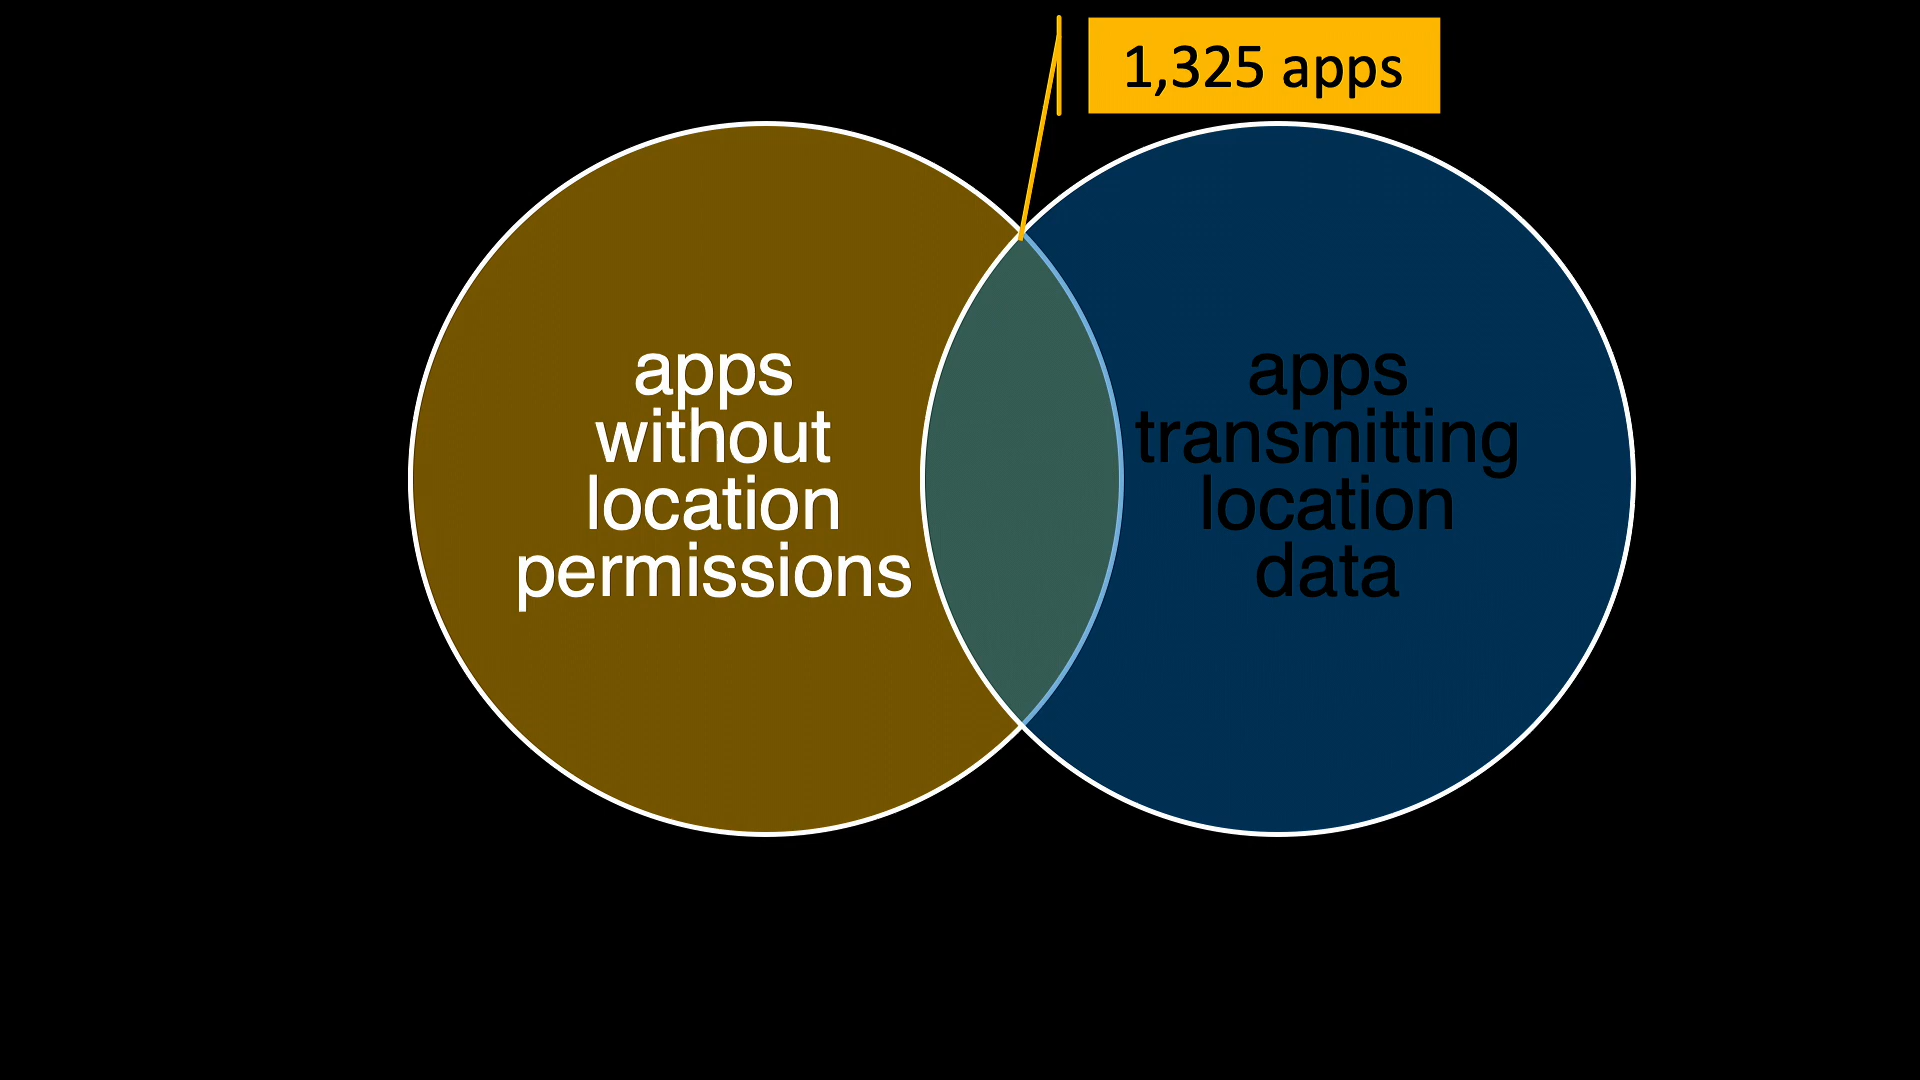 1,325 apps
apps
without
location
permissions
apps
transmitting
location
data